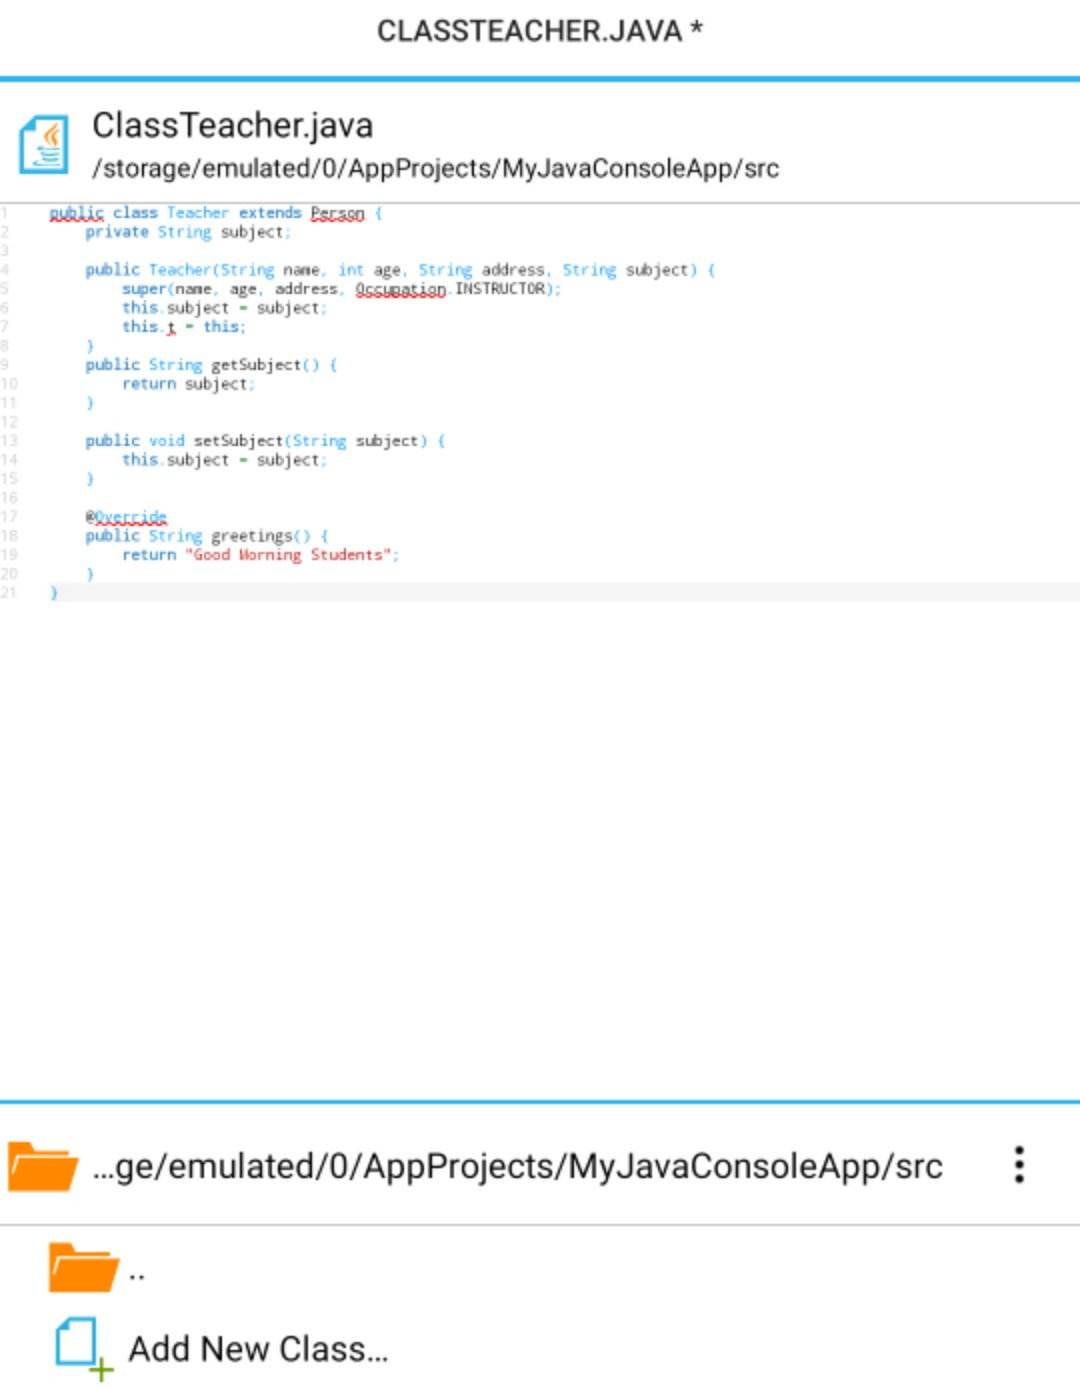 CLASSTEACHER.JAVA *
ClassTeacher.java
/storage/emulated/0/AppProjects/MyJavaConsoleApp/src
1 public class Teacher extends Person {
2     private String subject;
3
4     public Teacher(String name, int age, String address, String subject) {
5         super(name, age, address, Occupation.INSTRUCTOR);
6         this.subject = subject;
7         this.t = this;
8     }
9     public String getSubject() {
10         return subject;
11     }
12
13     public void setSubject(String subject) {
14         this.subject = subject;
15     }
16
17     @Override
18     public String greetings() {
19         return "Good Morning Students";
20     }
21 }
...ge/emulated/0/AppProjects/MyJavaConsoleApp/src
..
Add New Class...